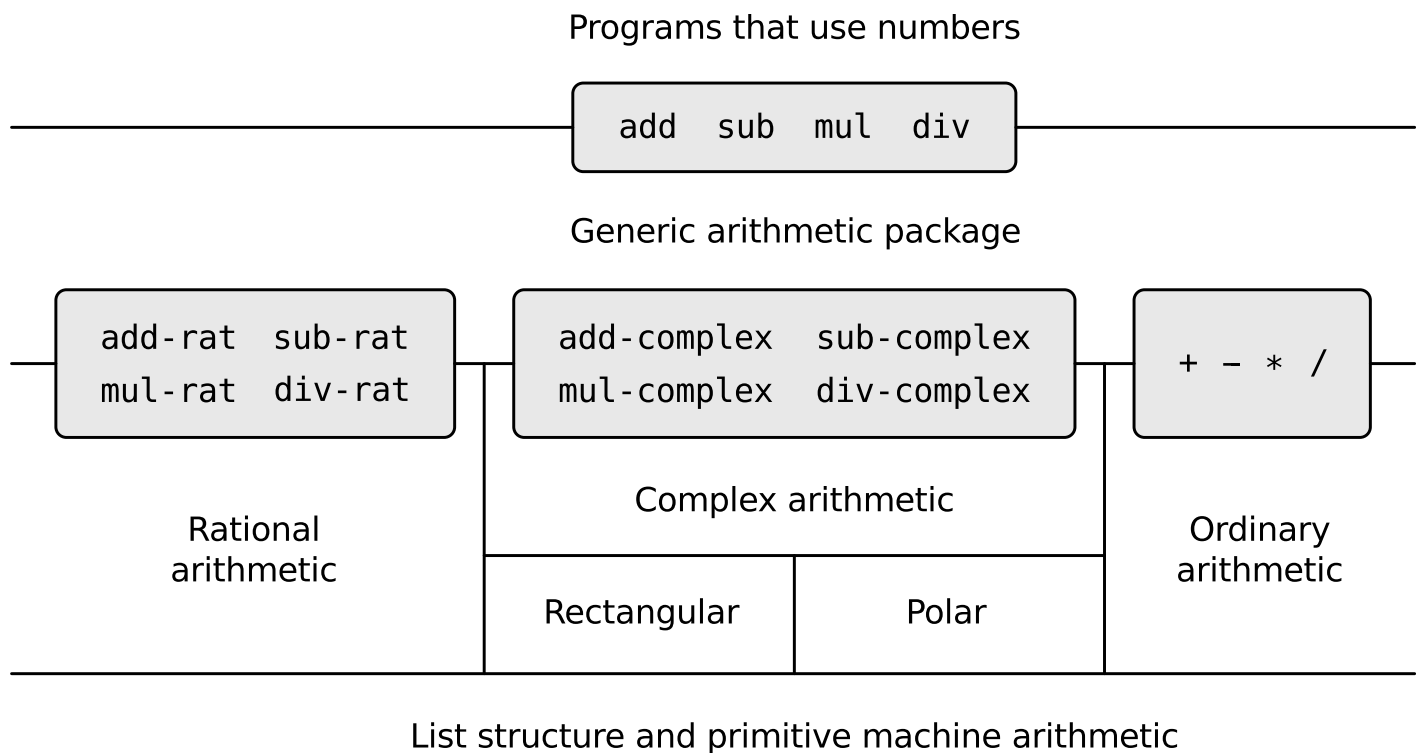 Programs that use numbers
add sub mul div
Generic arithmetic package
add-rat sub-rat
mul-rat div-rat
add-complex sub-complex
mul-complex div-complex
+ − * /
Rational
arithmetic
Complex arithmetic
Rectangular
Polar
Ordinary
arithmetic
List structure and primitive machine arithmetic